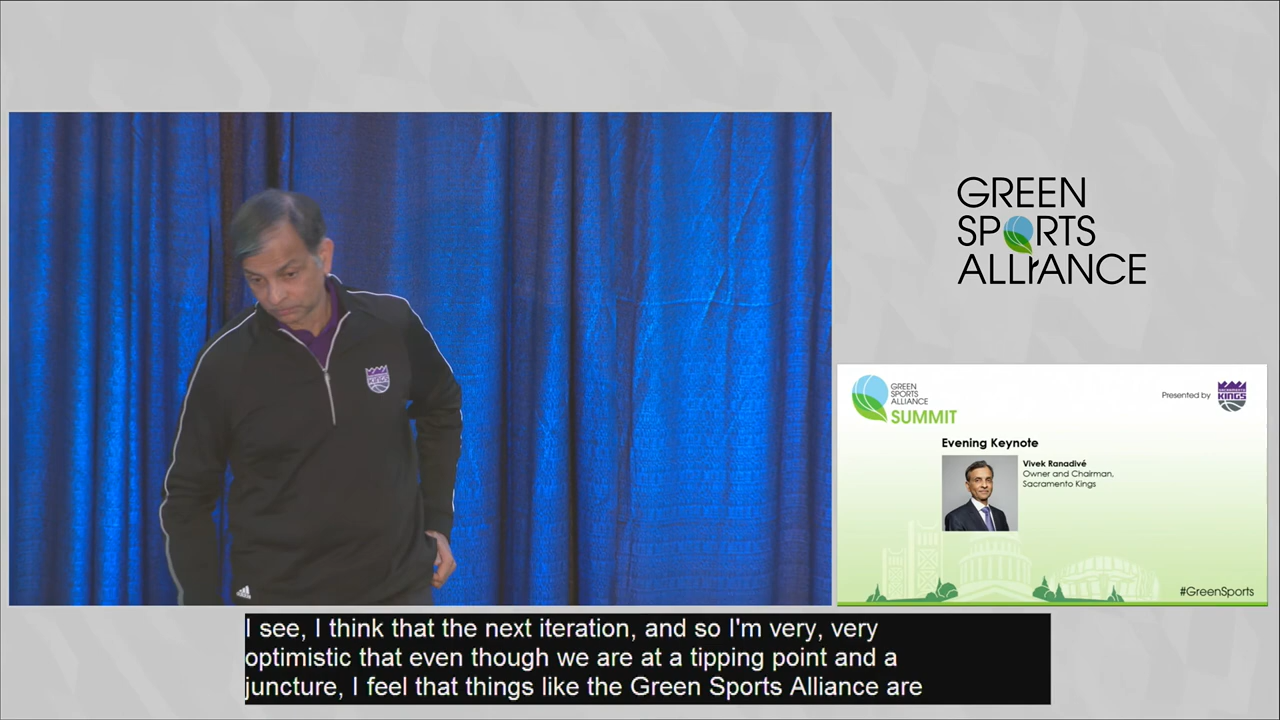 GREEN
SPORTS
ALLIANCE
KINGS
GREEN
SPORTS
ALLIANCE
SUMMIT
Presented by
SACRAMENTO
KINGS
Evening Keynote
Vivek Ranadivé
Owner and Chairman,
Sacramento Kings
#GreenSports
I see, I think that the next iteration, and so I'm very, very
optimistic that even though we are at a tipping point and a
juncture, I feel that things like the Green Sports Alliance are